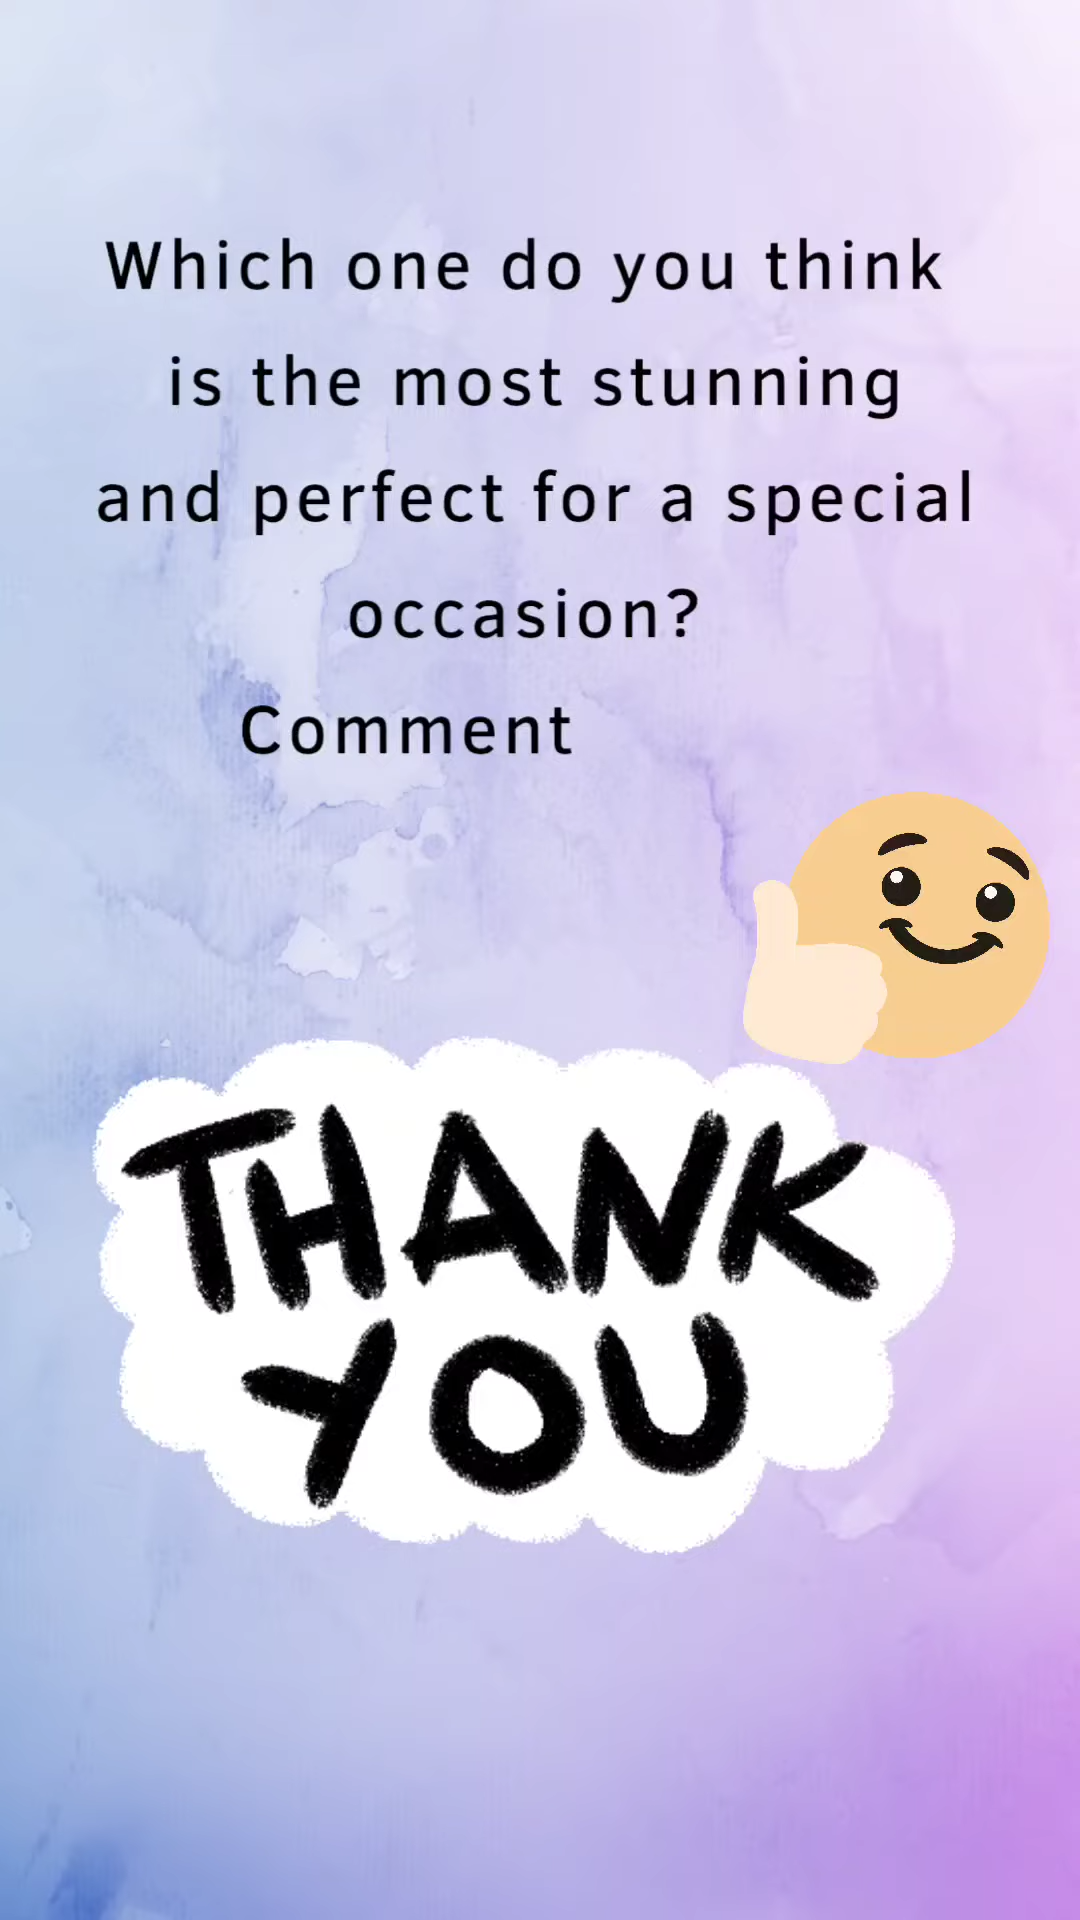 Which one do you think
is the most stunning
and perfect for a special
occasion?
Comment
THANK
YOU